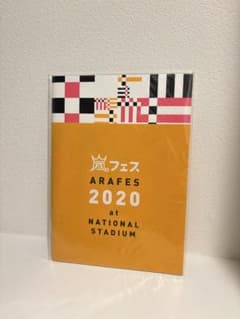 嵐フェス
ARAFES
2020
at
NATIONAL
STADIUM